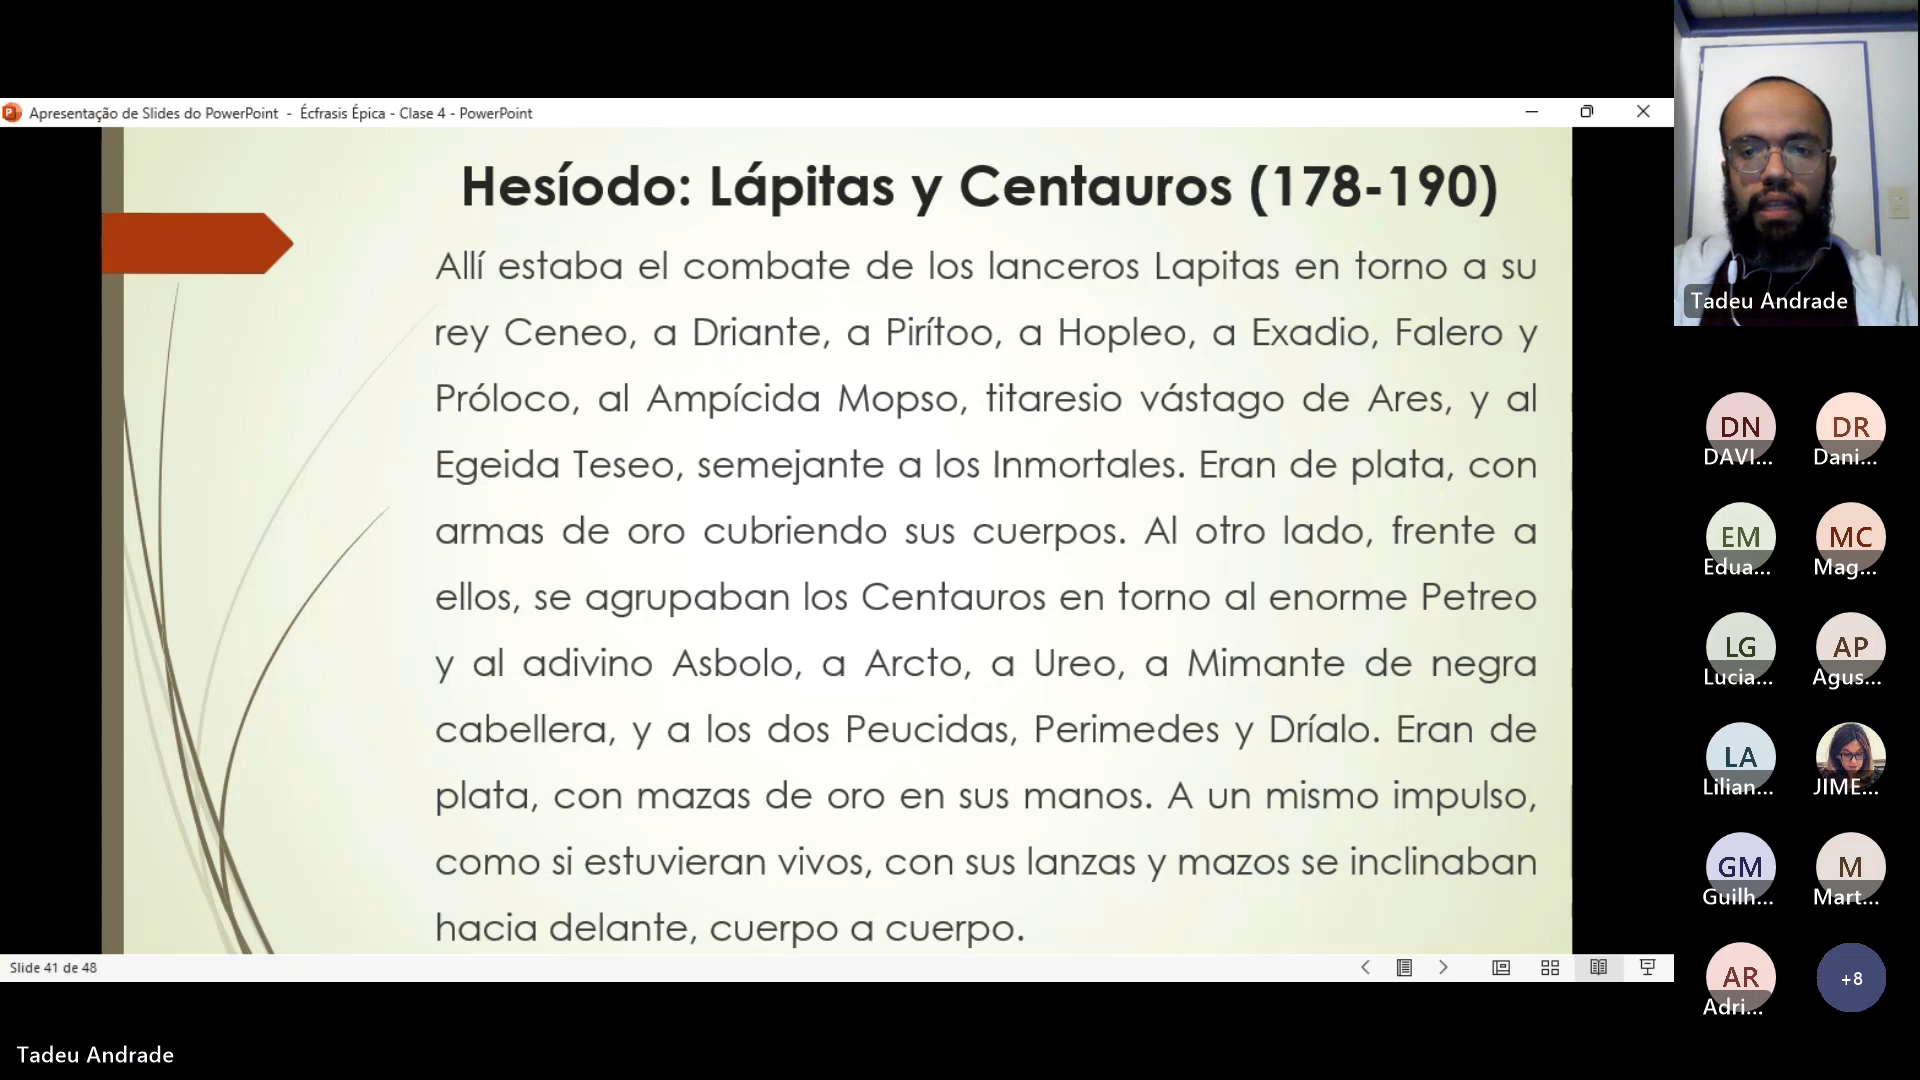 Apresentação de Slides do PowerPoint - Écfrasis Épica - Clase 4 - PowerPoint
Hesíodo: Lápitas y Centauros (178-190)
Allí estaba el combate de los lanceros Lapitas en torno a su
rey Ceneo, a Driante, a Pirítoo, a Hopleo, a Exadio, Falero y
Próloco, al Ampícida Mopso, titaresio vástago de Ares, y al
Egeida Teseo, semejante a los Inmortales. Eran de plata, con
armas de oro cubriendo sus cuerpos. Al otro lado, frente a
ellos, se agrupaban los Centauros en torno al enorme Petreo
y al adivino Asbolo, a Arcto, a Ureo, a Mimante de negra
cabellera, y a los dos Peucidas, Perimedes y Dríalo. Eran de
plata, con mazas de oro en sus manos. A un mismo impulso,
como si estuvieran vivos, con sus lanzas y mazos se inclinaban
hacia delante, cuerpo a cuerpo.
Slide 41 de 48
Tadeu Andrade
Tadeu Andrade
DN DR
DAVI... Dani...
EM MC
Edua... Mag...
LG AP
Lucia... Agus...
LA
Lilian... JIME...
GM M
Guilh... Mart...
AR +8
Adri...